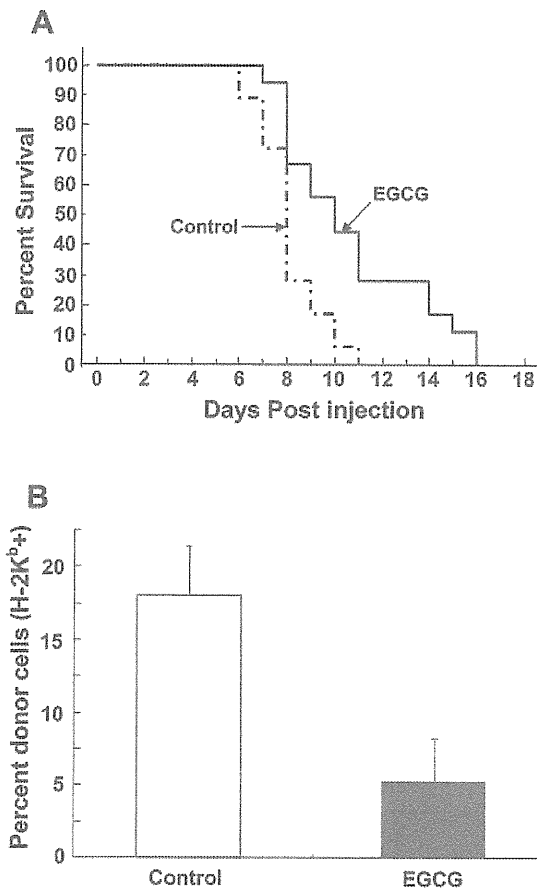 A
100
90
80
70
60
50
40
30
20
10
0
Percent Survival
Control
EGCG
0 2 4 6 8 10 12 14 16 18
Days Post injection
B
20
15
10
5
0
Percent donor cells (H-2Kᵇ+)
Control EGCG